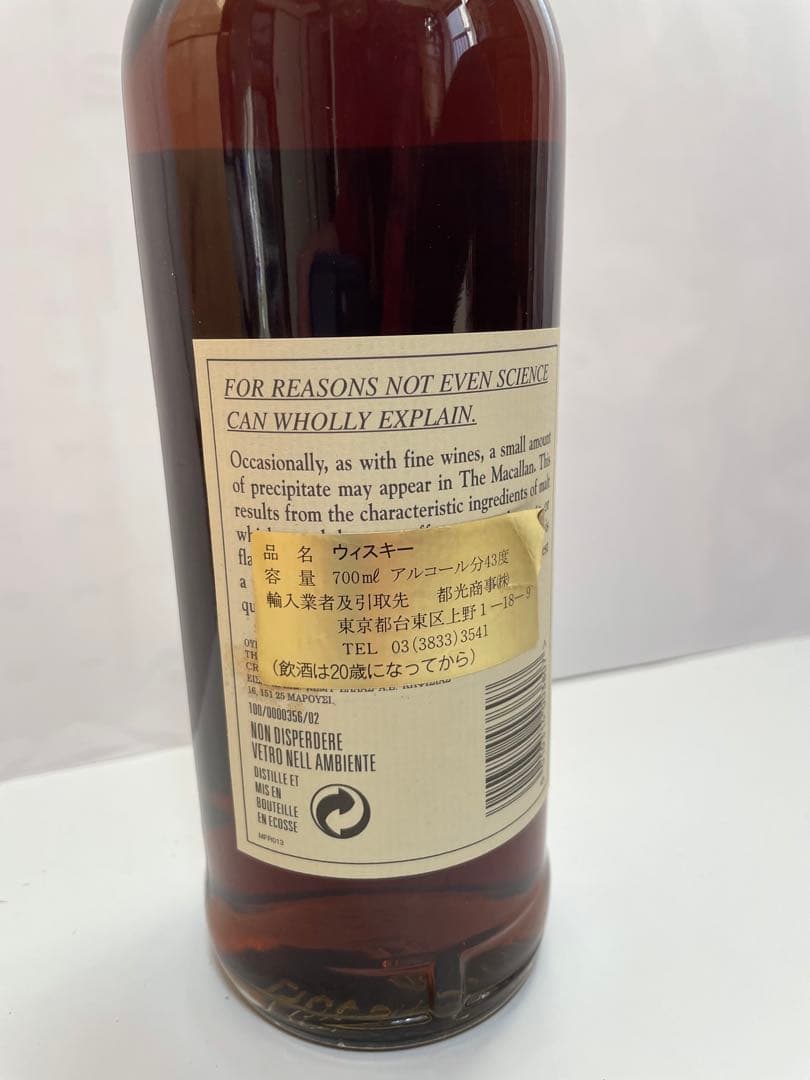 FOR REASONS NOT EVEN SCIENCE
CAN WHOLLY EXPLAIN.
Occasionally, as with fine wines, a small amount
of precipitate may appear in The Macallan. This
results from the characteristic ingredients of malt
a
品名 ウィスキー
容量 700mℓ アルコール分43度
輸入業者及引取先 都光商事㈱
東京都台東区上野1-18-9
TEL 03(3833)3541
(飲酒は20歳になってから)
16, 151 25 ΜΑΡΟΥΣΙ.
100/0000356/02
NON DISPERDERE
VETRO NELL AMBIENTE
DISTILLE ET
MIS EN
BOUTEILLE
EN ECOSSE
MFR013